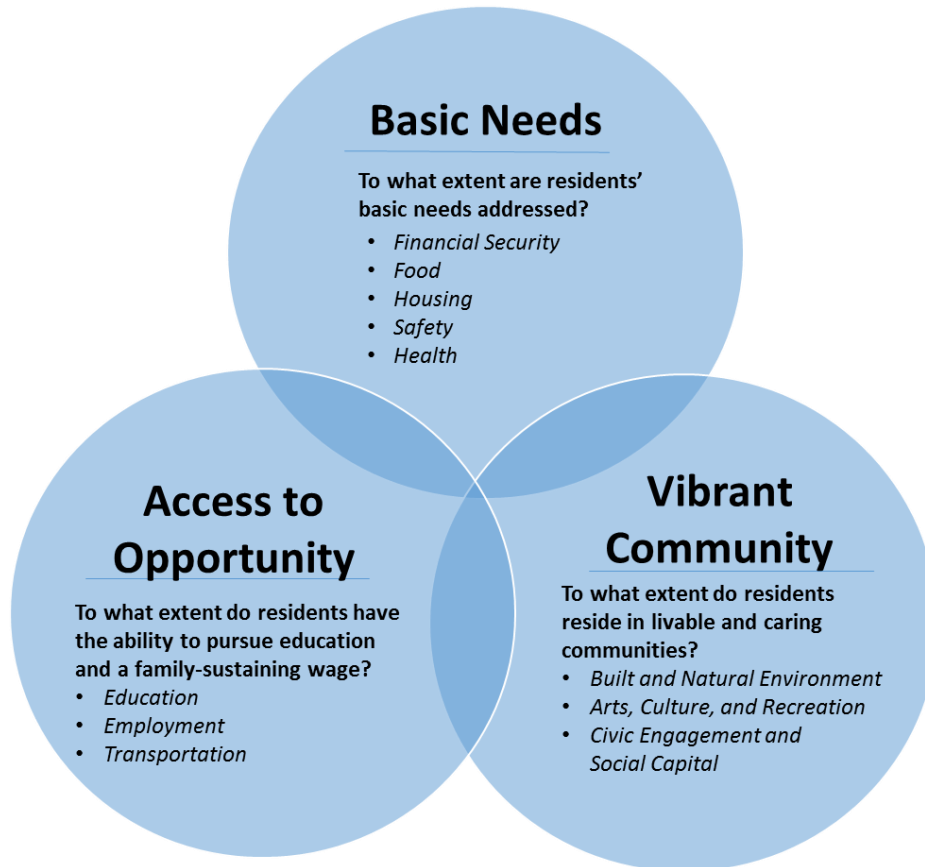 Basic Needs
To what extent are residents’
basic needs addressed?
• Financial Security
• Food
• Housing
• Safety
• Health
Access to
Opportunity
To what extent do residents have
the ability to pursue education
and a family-sustaining wage?
• Education
• Employment
• Transportation
Vibrant
Community
To what extent do residents
reside in livable and caring
communities?
• Built and Natural Environment
• Arts, Culture, and Recreation
• Civic Engagement and
Social Capital